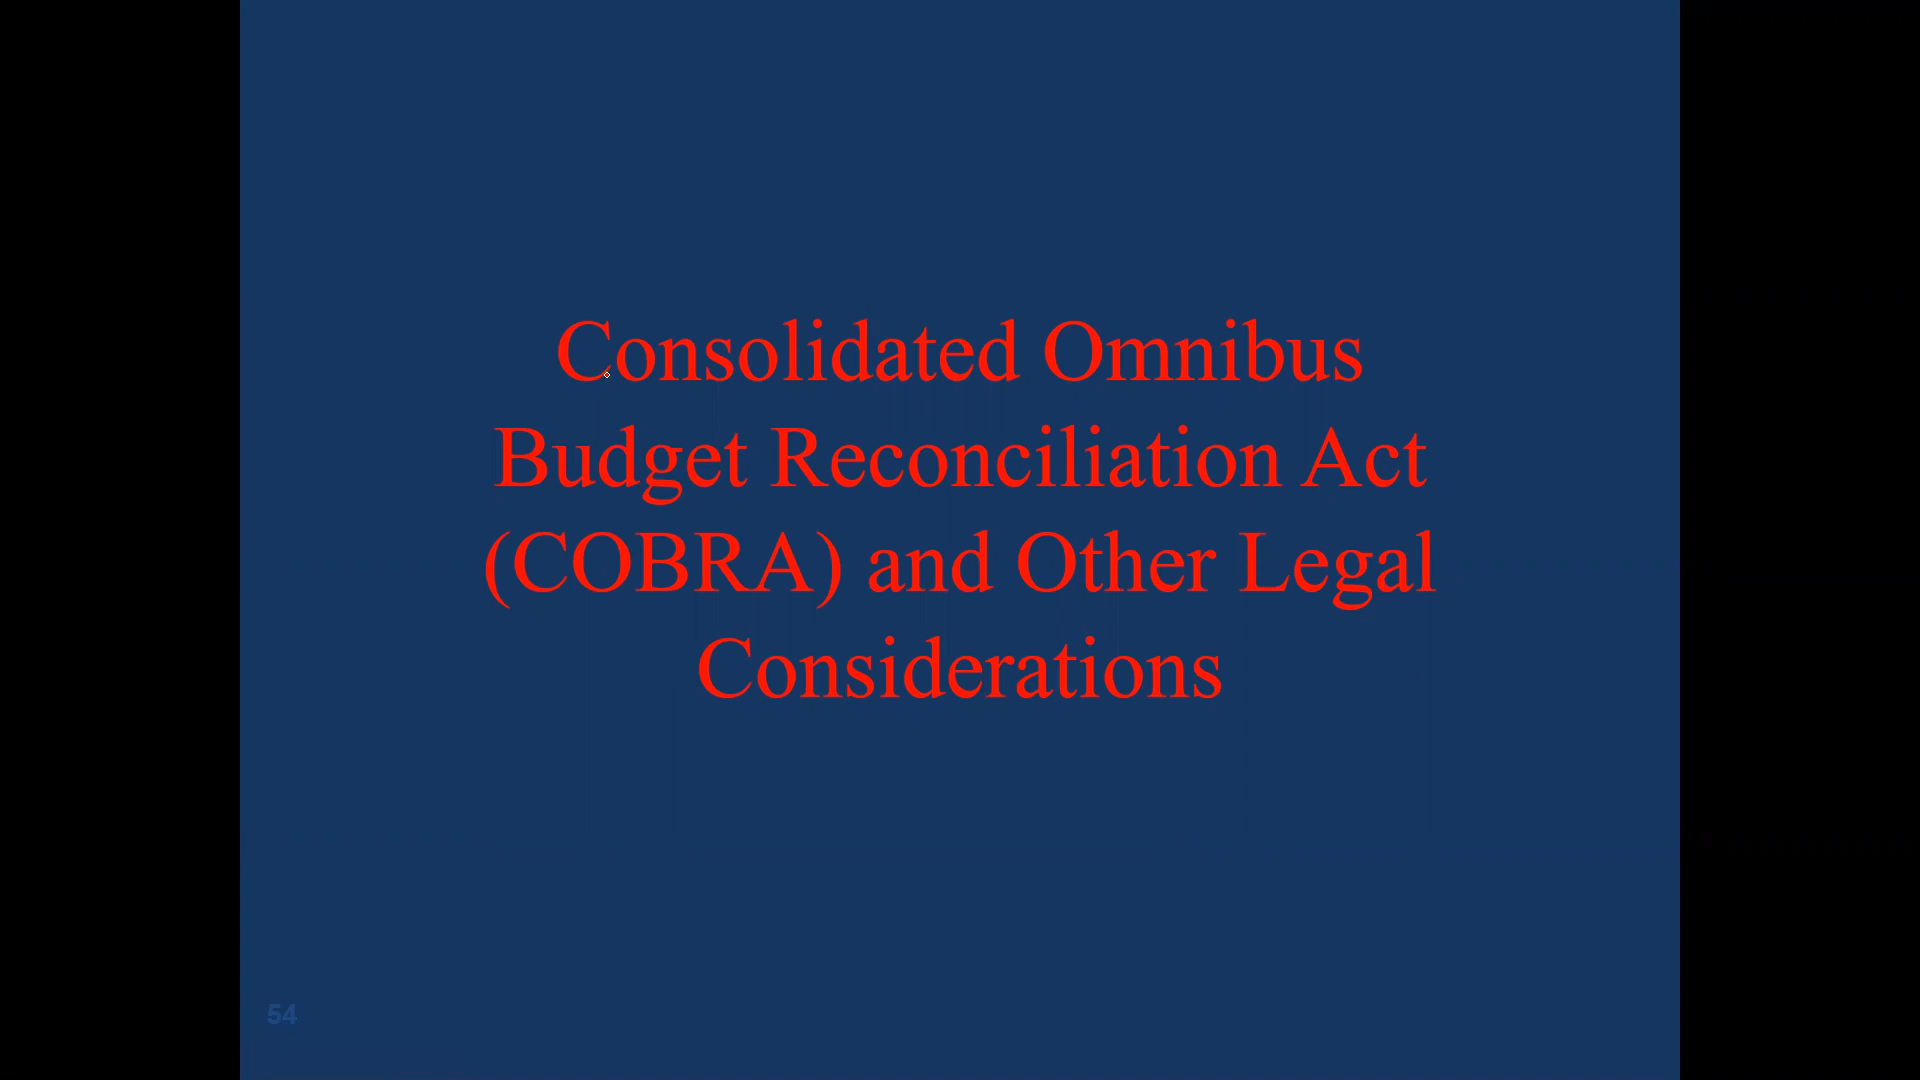 Consolidated Omnibus
Budget Reconciliation Act
(COBRA) and Other Legal
Considerations
54